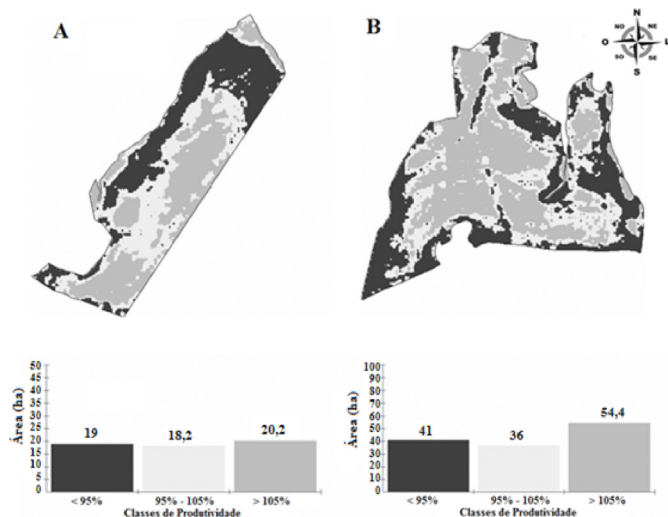 A
B
N
NO
NE
O
L
SO
SE
S
Área (ha)
50
45
40
35
30
25
20
15
10
5
0
19
18,2
20,2
< 95%
95% - 105%
> 105%
Classes de Produtividade
Área (ha)
100
90
80
70
60
50
40
30
20
10
0
41
36
54,4
< 95%
95% - 105%
> 105%
Classes de Produtividade